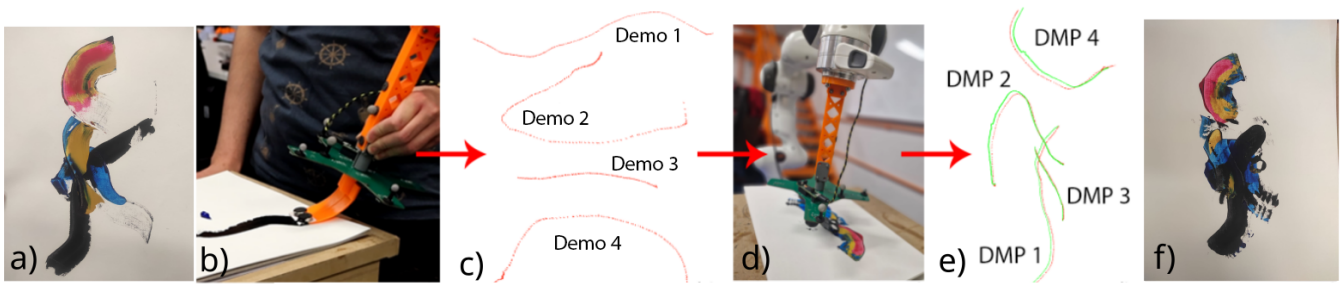 a)
b)
c)
Demo 1
Demo 2
Demo 3
Demo 4
d)
e)
DMP 4
DMP 2
DMP 3
DMP 1
f)